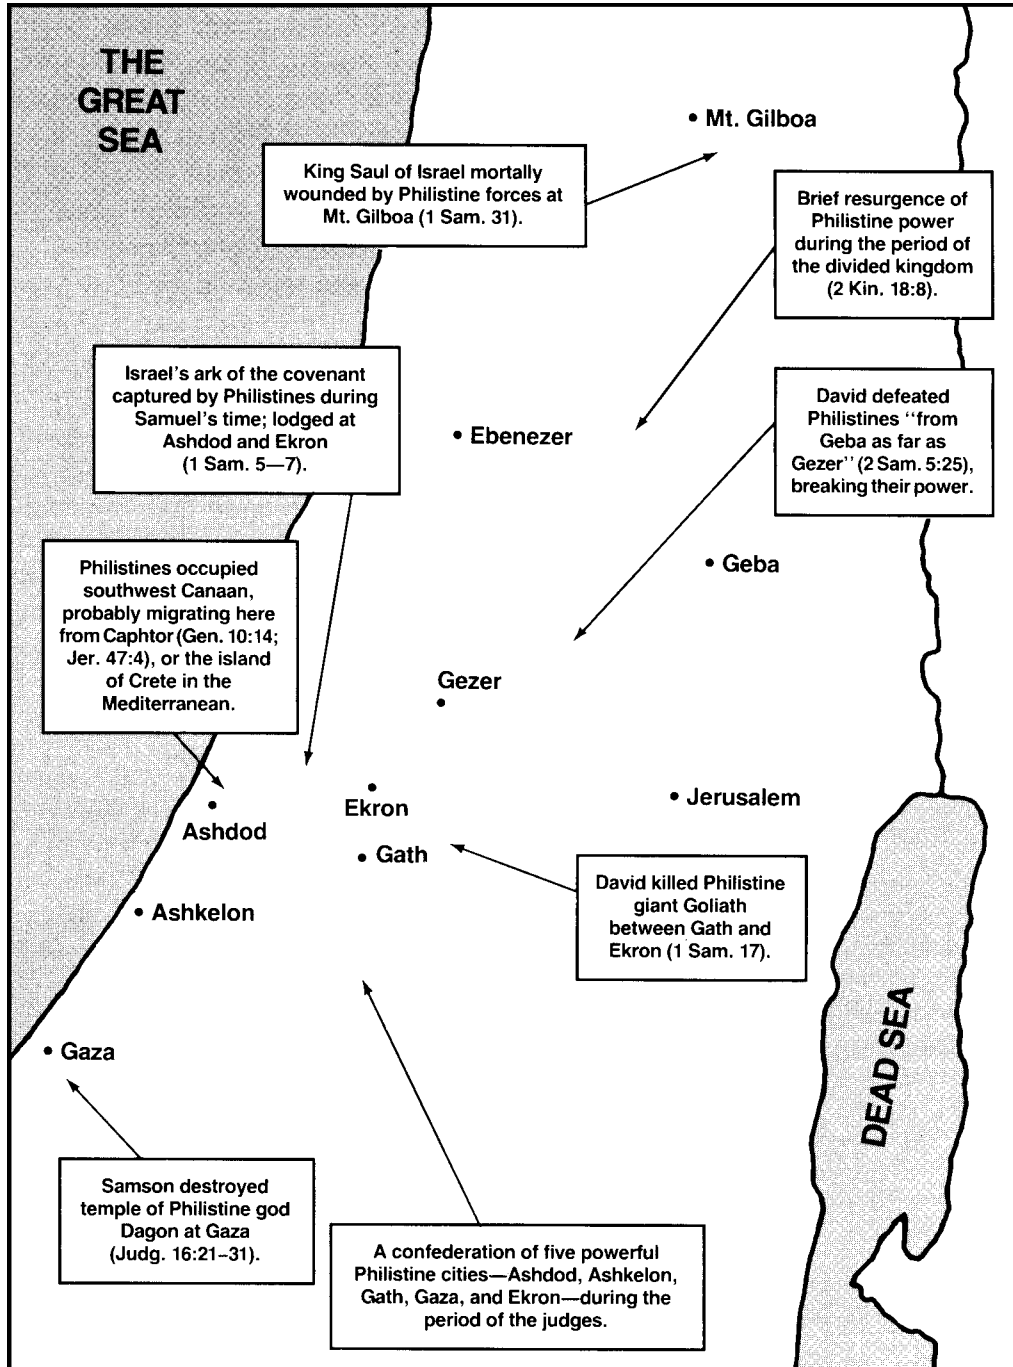 THE
GREAT
SEA
Mt. Gilboa
King Saul of Israel mortally
wounded by Philistine forces at
Mt. Gilboa (1 Sam. 31).
Brief resurgence of
Philistine power
during the period of
the divided kingdom
(2 Kin. 18:8).
Israel's ark of the covenant
captured by Philistines during
Samuel's time; lodged at
Ashdod and Ekron
(1 Sam. 5—7).
David defeated
Philistines "from
Geba as far as
Gezer" (2 Sam. 5:25),
breaking their power.
Ebenezer
Philistines occupied
southwest Canaan,
probably migrating here
from Caphtor (Gen. 10:14;
Jer. 47:4), or the island
of Crete in the
Mediterranean.
Geba
Gezer
Ekron
Jerusalem
Ashdod
Gath
David killed Philistine
giant Goliath
between Gath and
Ekron (1 Sam. 17).
Ashkelon
DEAD SEA
Gaza
Samson destroyed
temple of Philistine god
Dagon at Gaza
(Judg. 16:21–31).
A confederation of five powerful
Philistine cities—Ashdod, Ashkelon,
Gath, Gaza, and Ekron—during the
period of the judges.